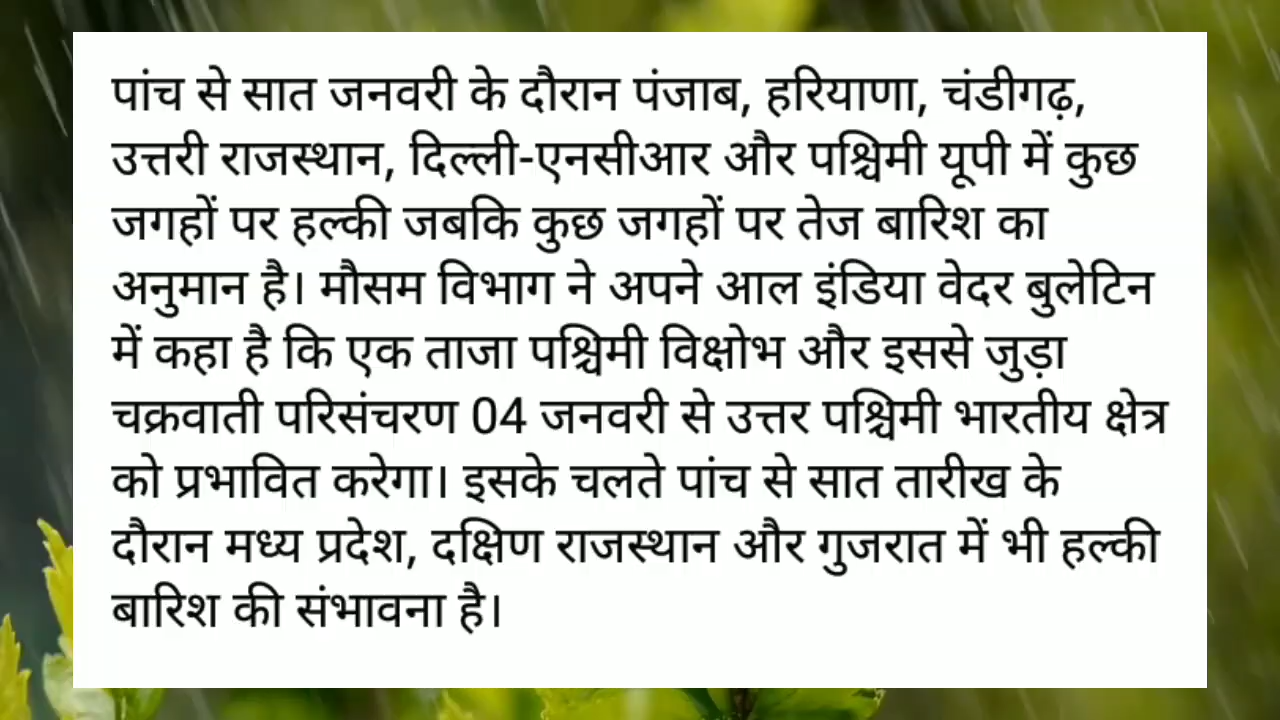 पांच से सात जनवरी के दौरान पंजाब, हरियाणा, चंडीगढ़,
उत्तरी राजस्थान, दिल्ली-एनसीआर और पश्चिमी यूपी में कुछ
जगहों पर हल्की जबकि कुछ जगहों पर तेज बारिश का
अनुमान है। मौसम विभाग ने अपने आल इंडिया वेदर बुलेटिन
में कहा है कि एक ताजा पश्चिमी विक्षोभ और इससे जुड़ा
चक्रवाती परिसंचरण 04 जनवरी से उत्तर पश्चिमी भारतीय क्षेत्र
को प्रभावित करेगा। इसके चलते पांच से सात तारीख के
दौरान मध्य प्रदेश, दक्षिण राजस्थान और गुजरात में भी हल्की
बारिश की संभावना है।